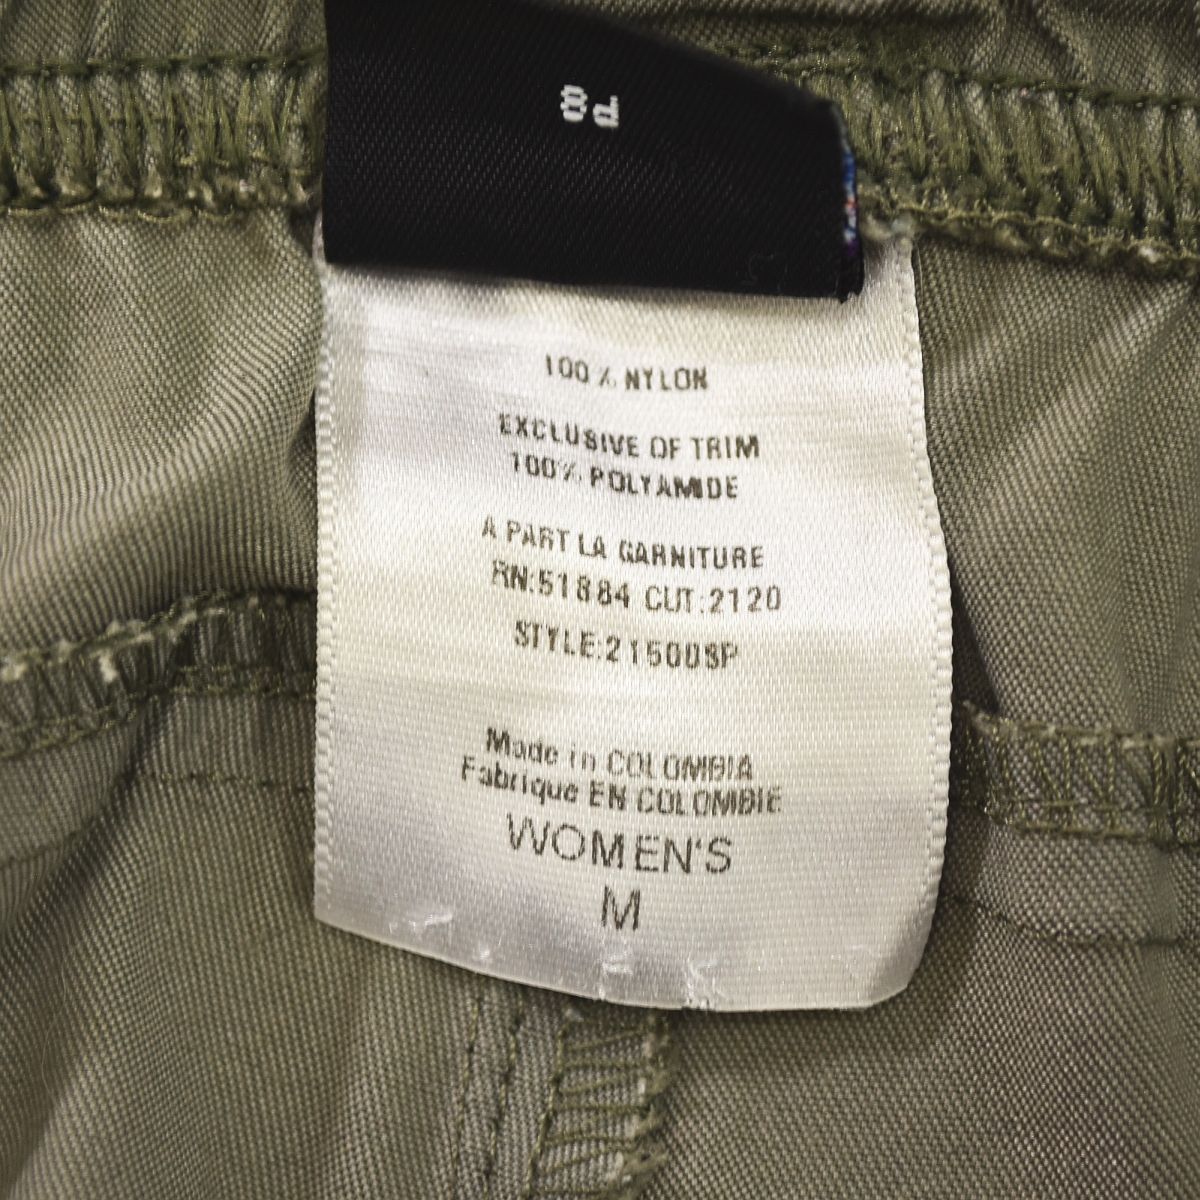 100% NYLON
EXCLUSIVE OF TRIM
100% POLYAMIDE
A PART LA GARNITURE
RN:51884 CUT:2120
STYLE:21500SP
Made in COLOMBIA
Fabrique EN COLOMBIE
WOMEN'S
M